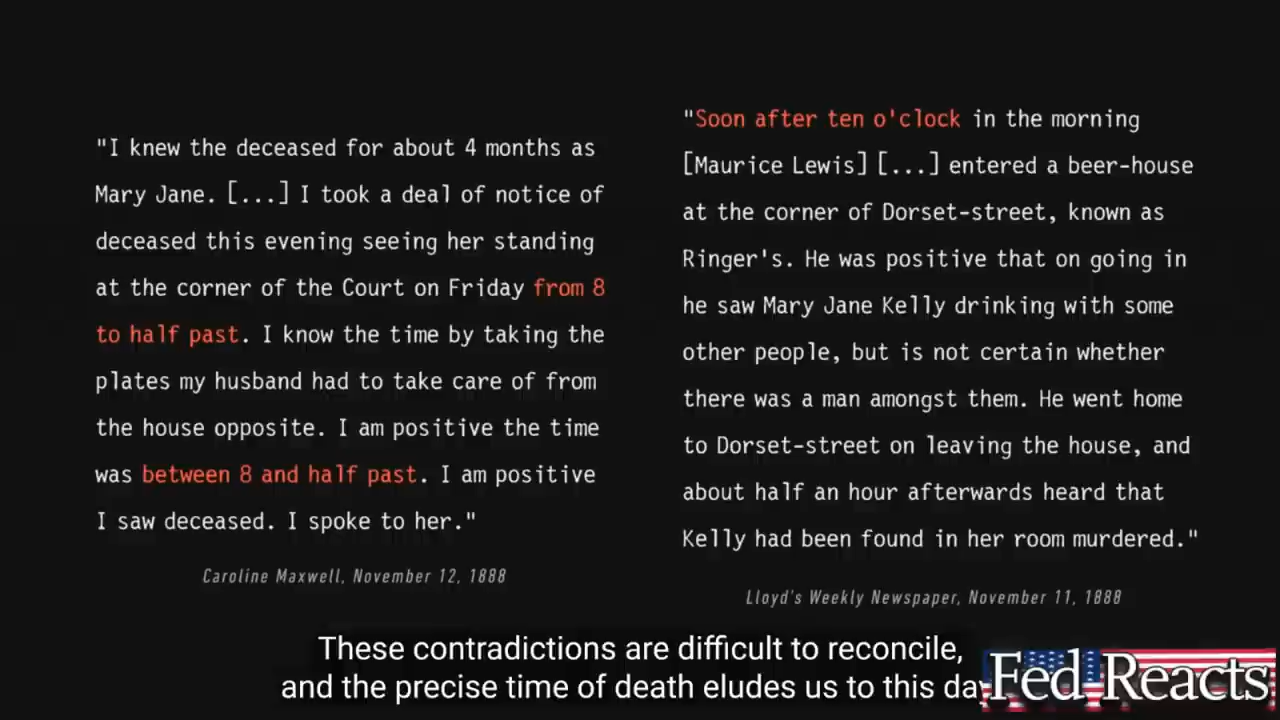 "I knew the deceased for about 4 months as
Mary Jane. [...] I took a deal of notice of
deceased this evening seeing her standing
at the corner of the Court on Friday from 8
to half past. I know the time by taking the
plates my husband had to take care of from
the house opposite. I am positive the time
was between 8 and half past. I am positive
I saw deceased. I spoke to her."
Caroline Maxwell, November 12, 1888
"Soon after ten o'clock in the morning
[Maurice Lewis] [...] entered a beer-house
at the corner of Dorset-street, known as
Ringer's. He was positive that on going in
he saw Mary Jane Kelly drinking with some
other people, but is not certain whether
there was a man amongst them. He went home
to Dorset-street on leaving the house, and
about half an hour afterwards heard that
Kelly had been found in her room murdered."
Lloyd's Weekly Newspaper, November 11, 1888
These contradictions are difficult to reconcile,
and the precise time of death eludes us to this day
Fed Reacts